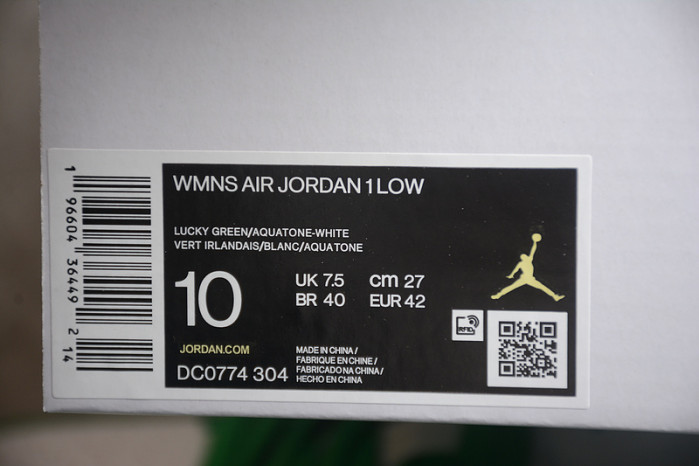 WMNS AIR JORDAN 1 LOW
LUCKY GREEN/AQUATONE-WHITE
VERT IRLANDAIS/BLANC/AQUATONE
10
UK 7.5 cm 27
BR 40 EUR 42
JORDAN.COM
DC0774 304
MADE IN CHINA /
FABRIQUE EN CHINE /
FABRICADO NA CHINA /
HECHO EN CHINA
RFID
1 96604 36449 2 14